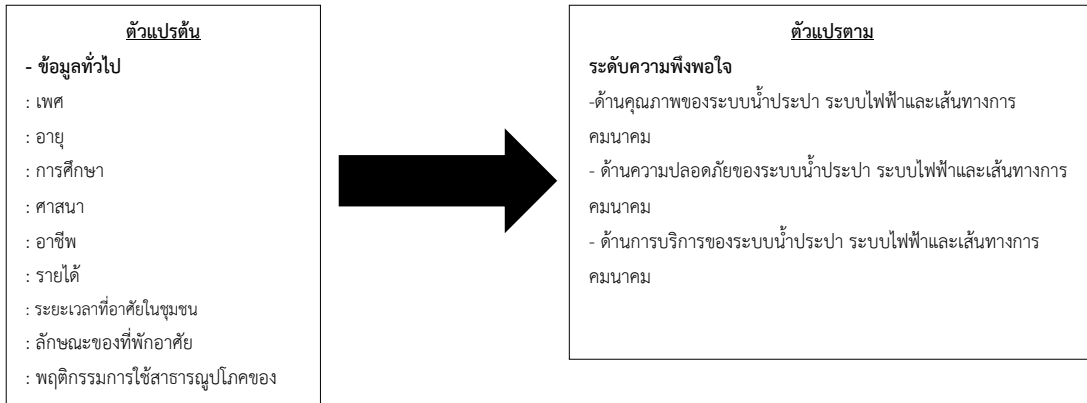 ตัวแปรต้น
- ข้อมูลทั่วไป
: เพศ
: อายุ
: การศึกษา
: ศาสนา
: อาชีพ
: รายได้
: ระยะเวลาที่อาศัยในชุมชน
: ลักษณะของที่พักอาศัย
: พฤติกรรมการใช้สาธารณูปโภคของ
ตัวแปรตาม
ระดับความพึงพอใจ
-ด้านคุณภาพของระบบน้ำประปา ระบบไฟฟ้าและเส้นทางการ
คมนาคม
- ด้านความปลอดภัยของระบบน้ำประปา ระบบไฟฟ้าและเส้นทางการ
คมนาคม
- ด้านการบริการของระบบน้ำประปา ระบบไฟฟ้าและเส้นทางการ
คมนาคม